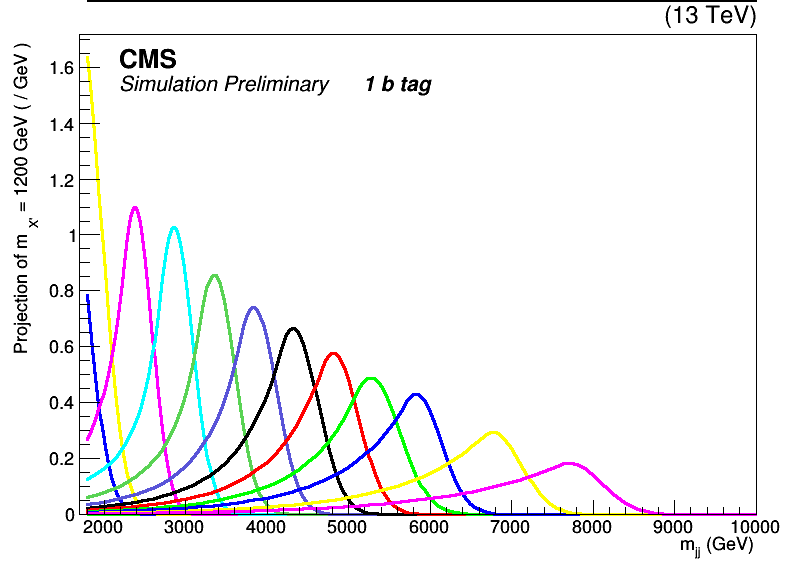 (13 TeV)
CMS
Simulation Preliminary 1 b tag
Projection of m_X' = 1200 GeV ( / GeV )
1.6
1.4
1.2
1
0.8
0.6
0.4
0.2
0
2000 3000 4000 5000 6000 7000 8000 9000 10000
m_jj (GeV)